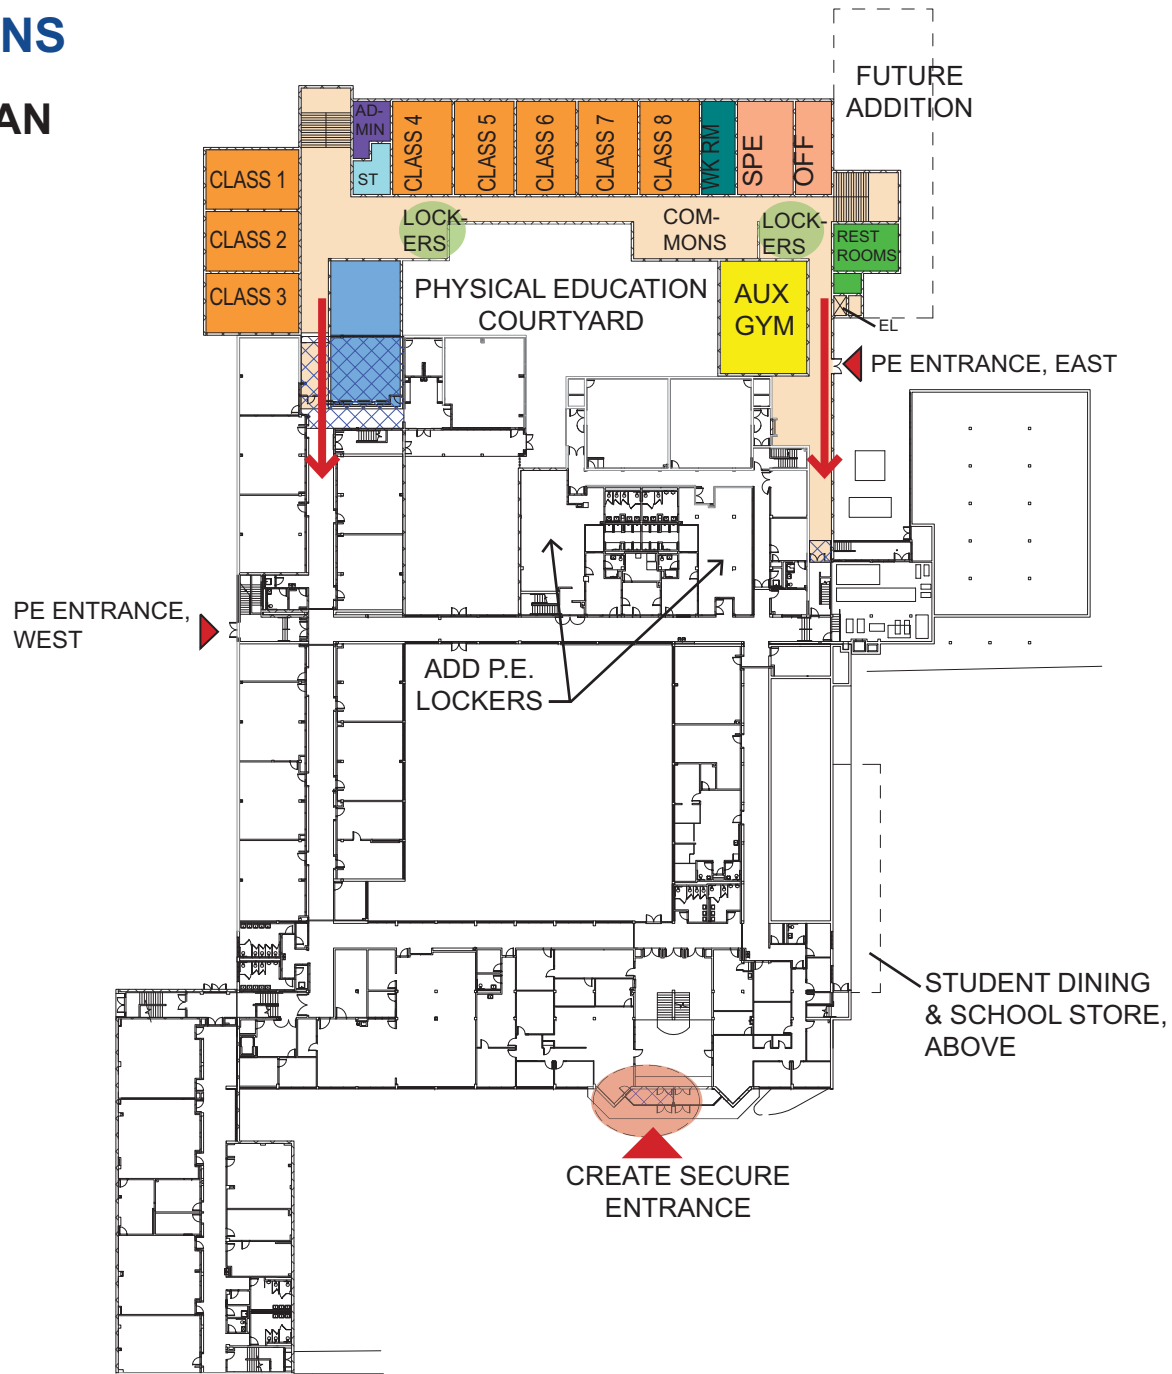 NS
AN
FUTURE
ADDITION
AD-
MIN
ST
CLASS 4
CLASS 5
CLASS 6
CLASS 7
CLASS 8
WK RM
SPE
OFF
CLASS 1
CLASS 2
CLASS 3
LOCK-
ERS
COM-
MONS
LOCK-
ERS
REST
ROOMS
PHYSICAL EDUCATION
COURTYARD
AUX
GYM
EL
PE ENTRANCE, EAST
PE ENTRANCE,
WEST
ADD P.E.
LOCKERS
STUDENT DINING
& SCHOOL STORE,
ABOVE
CREATE SECURE
ENTRANCE